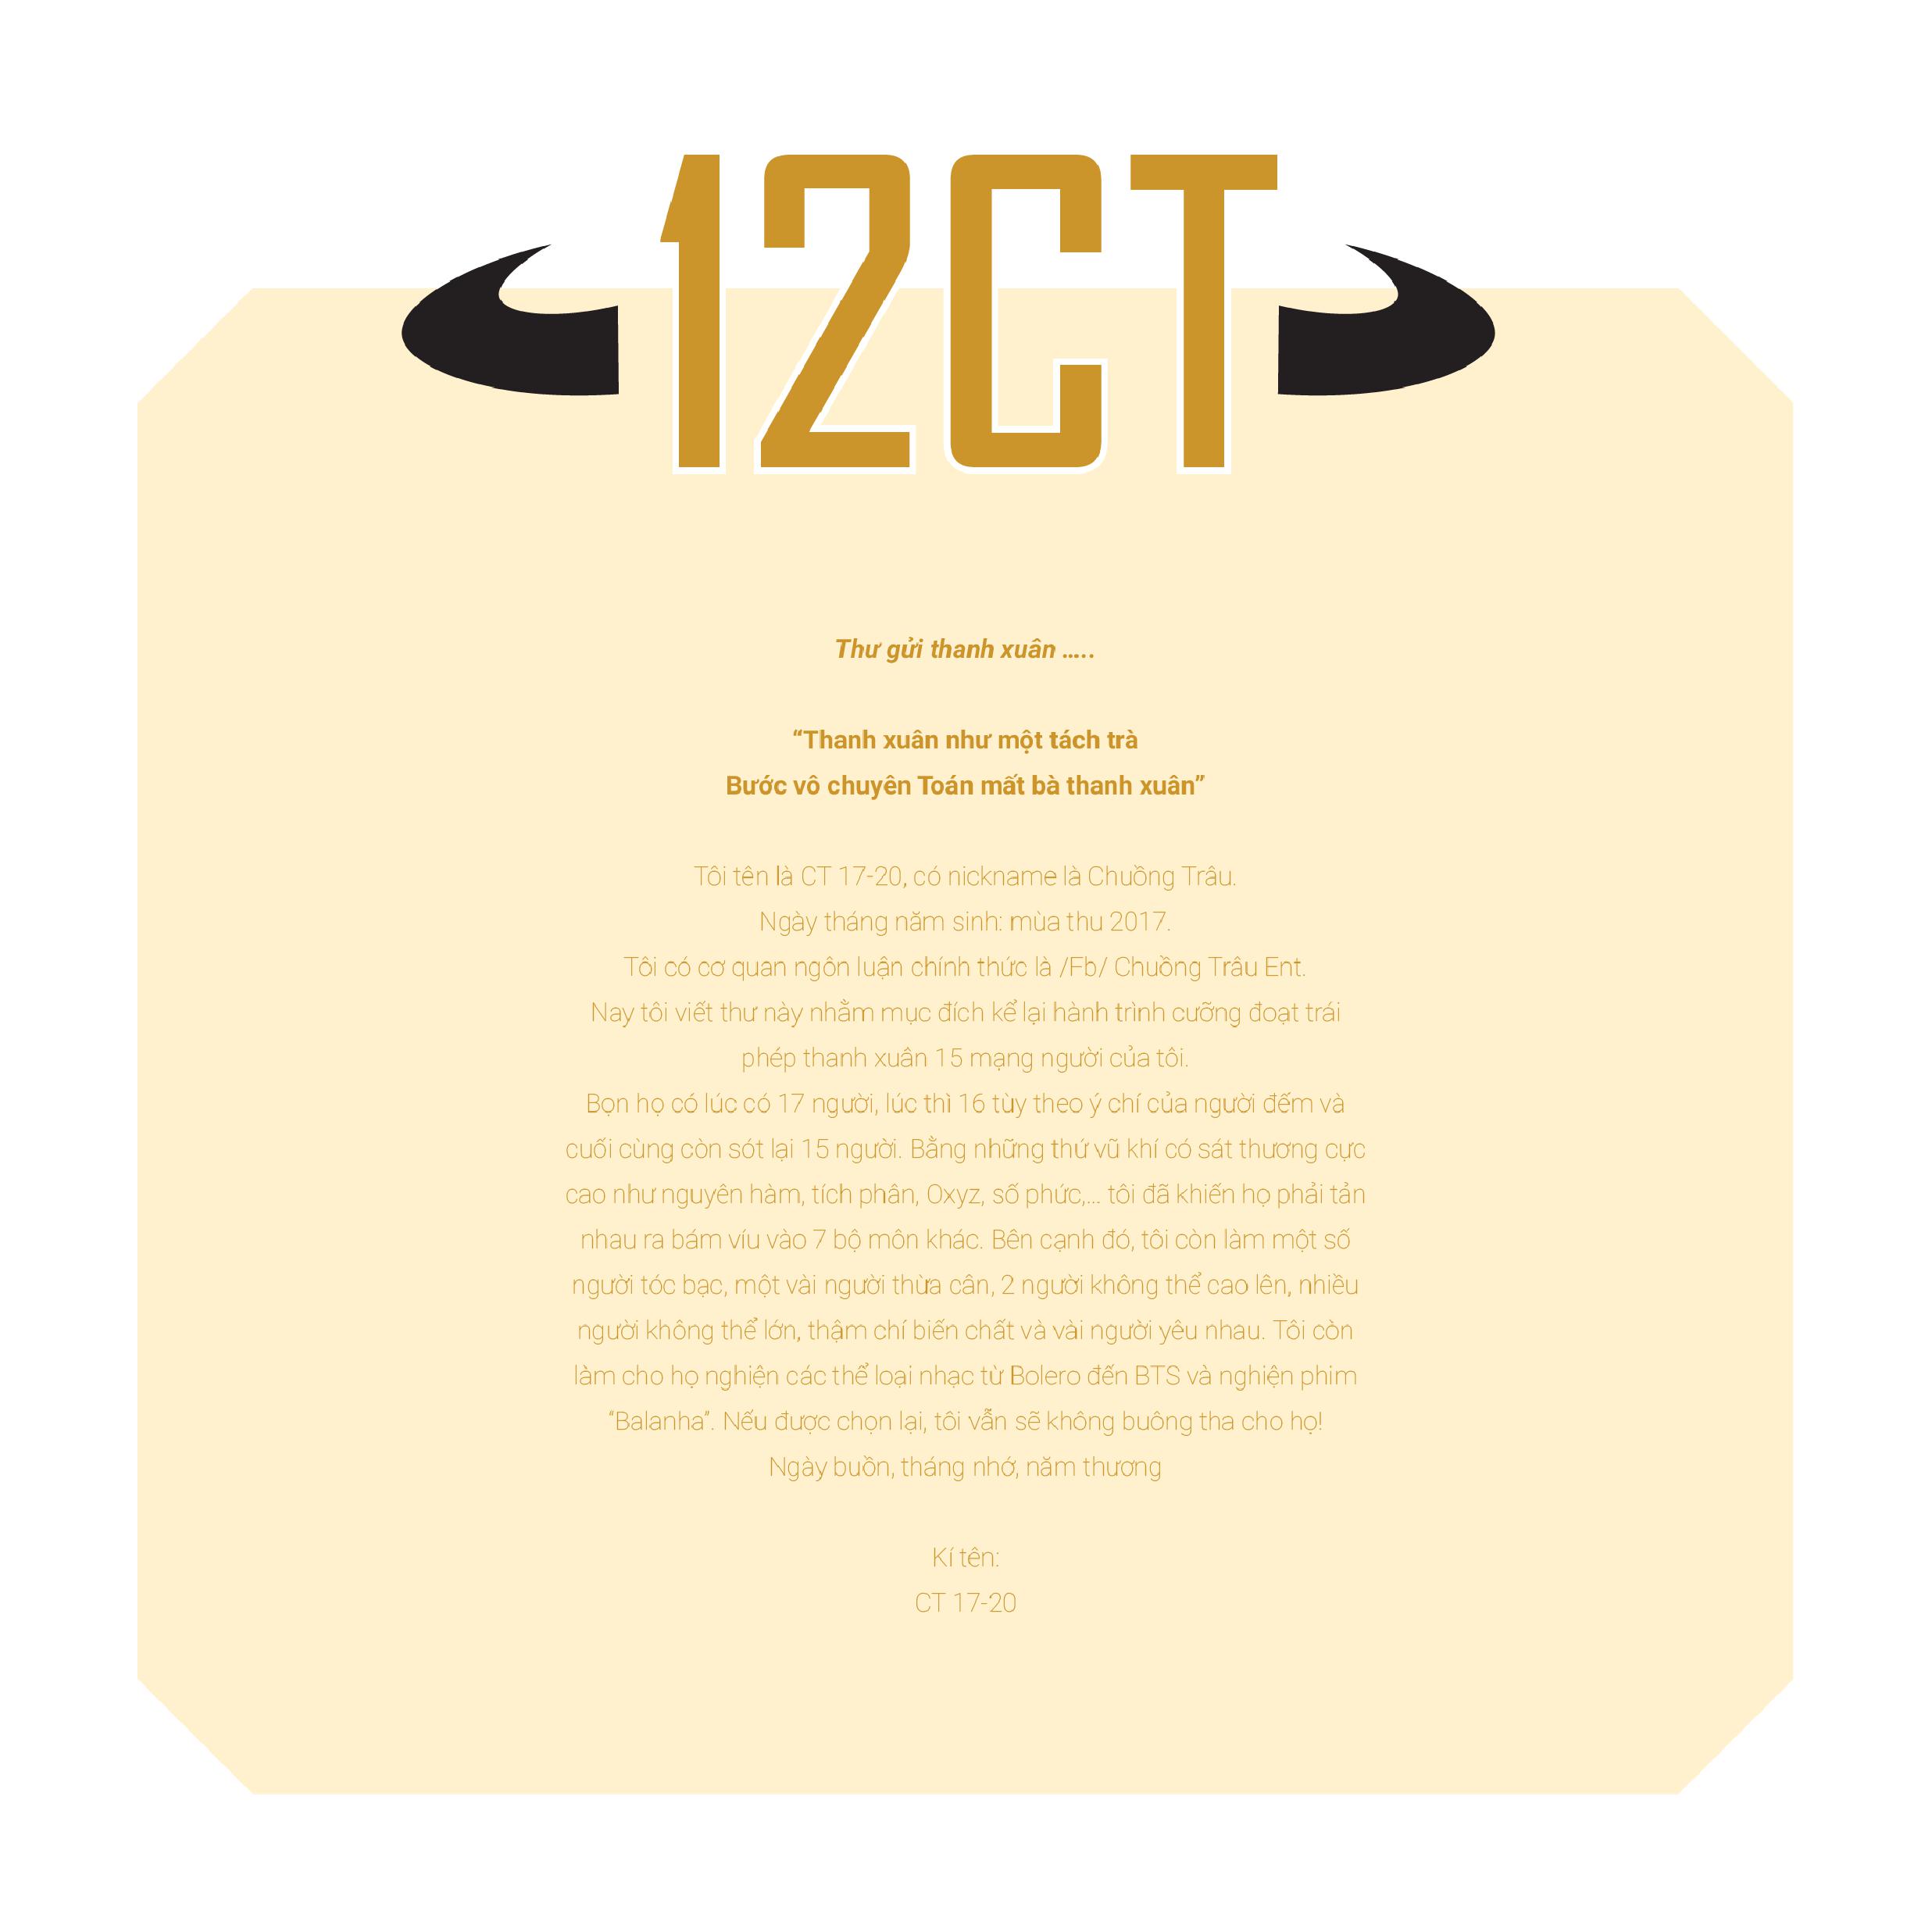 12CT
Thư gửi thanh xuân …..
“Thanh xuân như một tách trà
Bước vô chuyên Toán mất bà thanh xuân”
Tôi tên là CT 17-20, có nickname là Chuồng Trâu.
Ngày tháng năm sinh: mùa thu 2017.
Tôi có cơ quan ngôn luận chính thức là /Fb/ Chuồng Trâu Ent.
Nay tôi viết thư này nhằm mục đích kể lại hành trình cưỡng đoạt trái
phép thanh xuân 15 mạng người của tôi.
Bọn họ có lúc có 17 người, lúc thì 16 tùy theo ý chí của người đếm và
cuối cùng còn sót lại 15 người. Bằng những thứ vũ khí có sát thương cực
cao như nguyên hàm, tích phân, Oxyz, số phức,... tôi đã khiến họ phải tản
nhau ra bám víu vào 7 bộ môn khác. Bên cạnh đó, tôi còn làm một số
người tóc bạc, một vài người thừa cân, 2 người không thể cao lên, nhiều
người không thể lớn, thậm chí biến chất và vài người yêu nhau. Tôi còn
làm cho họ nghiện các thể loại nhạc từ Bolero đến BTS và nghiện phim
“Balanha”. Nếu được chọn lại, tôi vẫn sẽ không buông tha cho họ!
Ngày buồn, tháng nhớ, năm thương
Kí tên:
CT 17-20